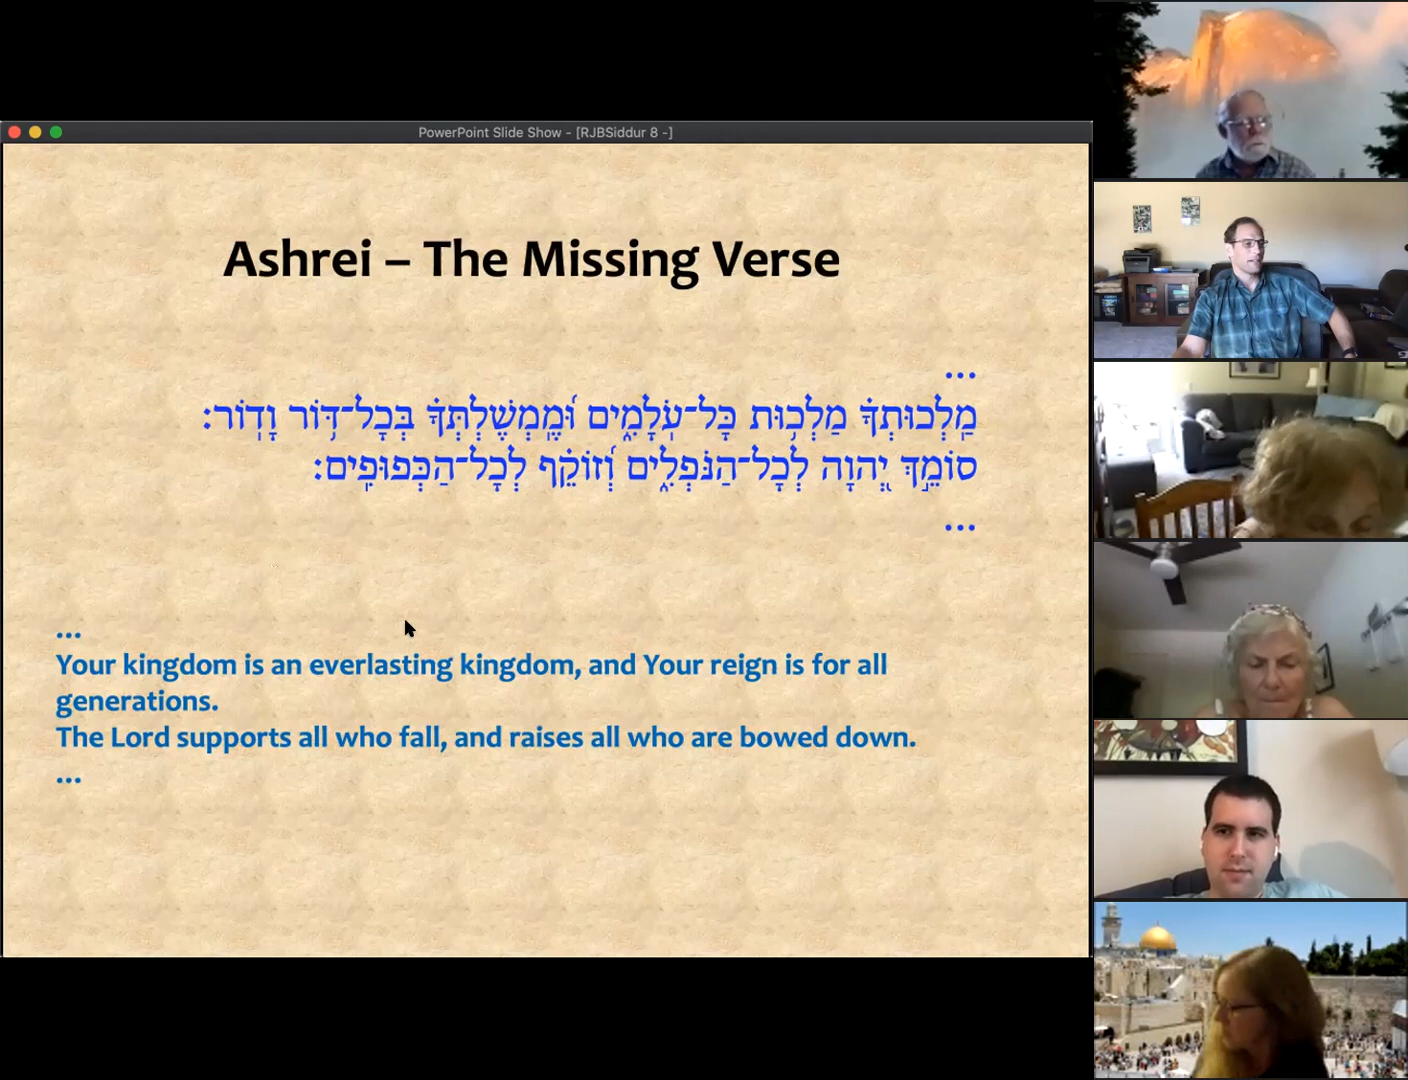 PowerPoint Slide Show - [RJBSiddur 8 -]
Ashrei – The Missing Verse
...
מַֽלְכוּתְךָ֗ מַלְכ֥וּת כָּל־עֹֽלָמִ֑ים וּ֝מֶֽמְשֶׁלְתְּךָ֗ בְּכָל־דּ֥וֹר וָדֽוֹר׃
סוֹמֵ֣ךְ יְ֭הוָה לְכָל־הַנֹּפְלִ֑ים וְ֝זוֹקֵ֗ף לְכָל־הַכְּפוּפִֽים׃
...
...
Your kingdom is an everlasting kingdom, and Your reign is for all
generations.
The Lord supports all who fall, and raises all who are bowed down.
...